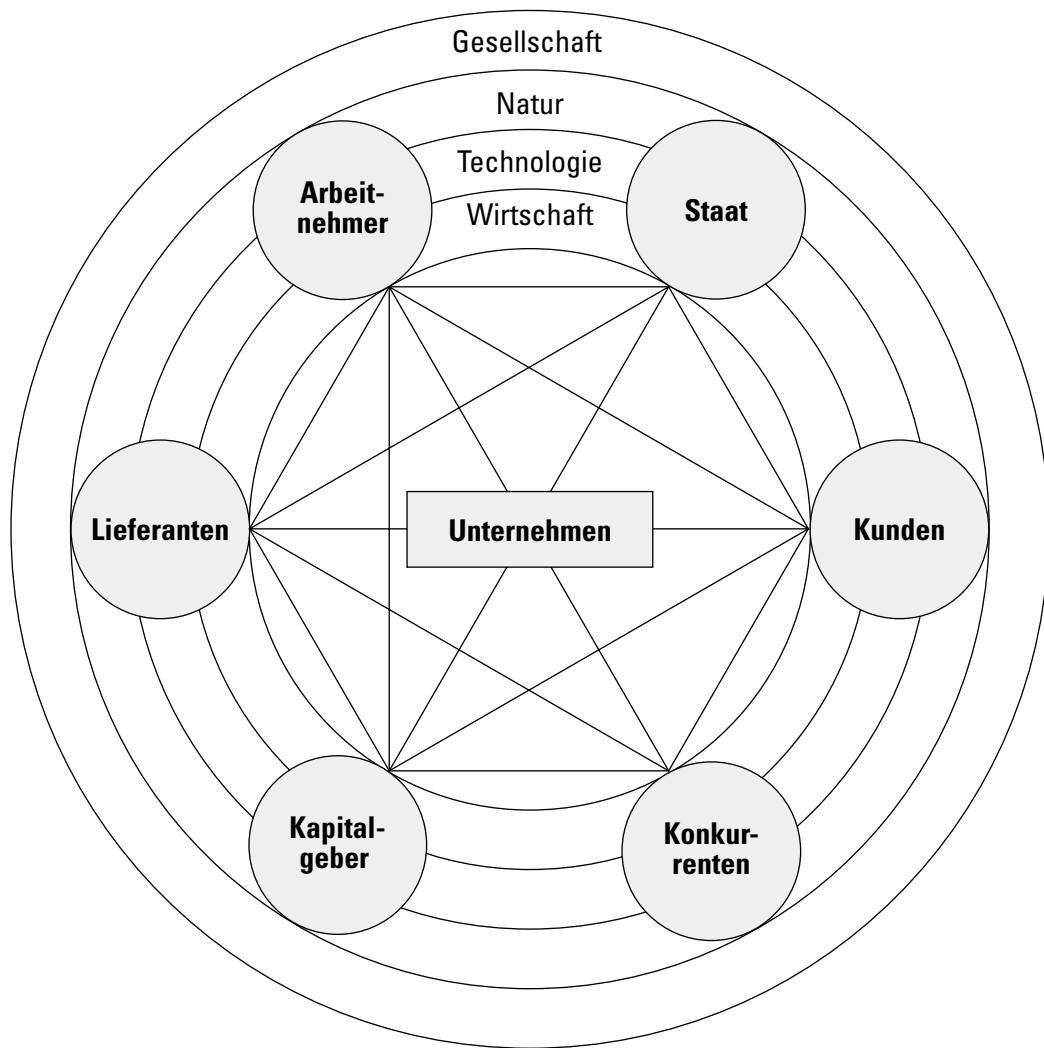 Gesellschaft
Natur
Technologie
Wirtschaft
Arbeit-
nehmer
Staat
Lieferanten
Unternehmen
Kunden
Kapital-
geber
Konkur-
renten